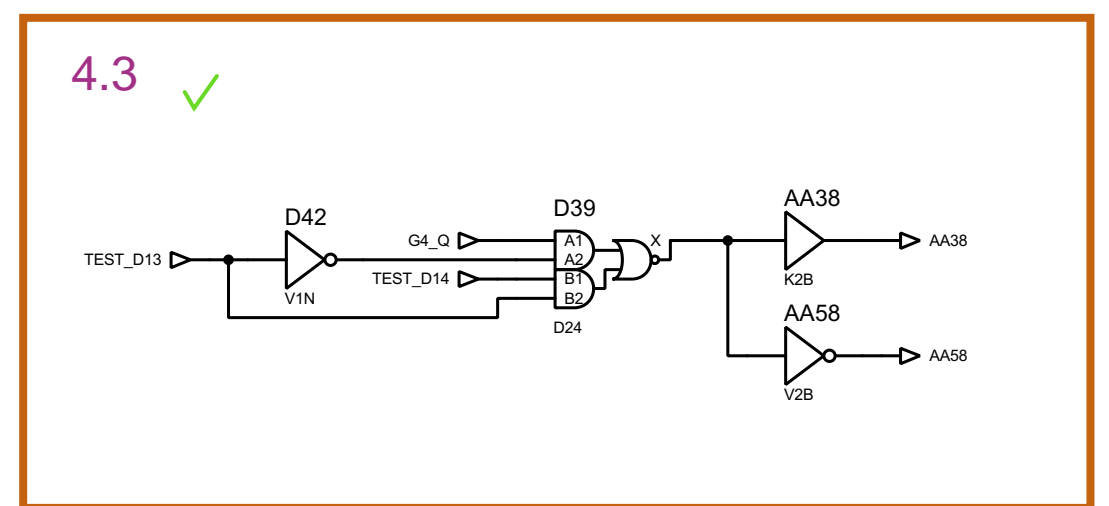 4.3
D42
TEST_D13
V1N
D39
G4_Q
TEST_D14
A1
A2
B1
B2
D24
X
AA38
K2B
AA38
AA58
V2B
AA58